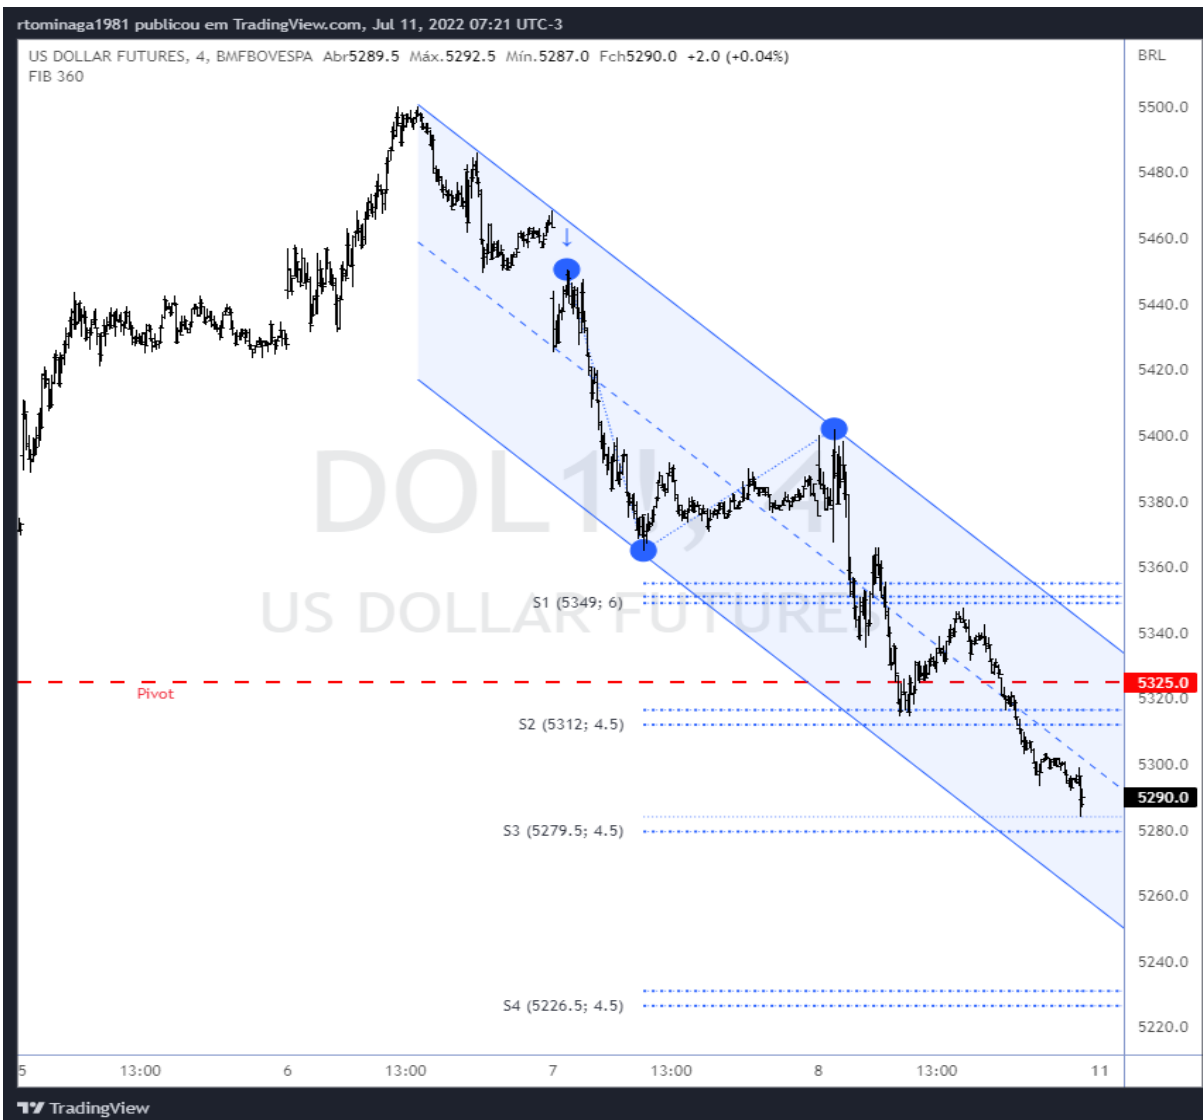 rtominaga1981 publicou em TradingView.com, Jul 11, 2022 07:21 UTC-3
US DOLLAR FUTURES, 4, BMFBOVESPA Abr5289.5 Máx.5292.5 Mín.5287.0 Fch5290.0 +2.0 (+0.04%)
BRL
FIB 360
5500.0
5480.0
5460.0
5440.0
5420.0
5400.0
DOL1!, 4
5380.0
5360.0
S1 (5349; 6)
US DOLLAR FUTURES
5340.0
5325.0
Pivot
5320.0
S2 (5312; 4.5)
5300.0
5290.0
S3 (5279.5; 4.5)
5280.0
5260.0
5240.0
S4 (5226.5; 4.5)
5220.0
5 13:00 6 13:00 7 13:00 8 13:00 11
TradingView